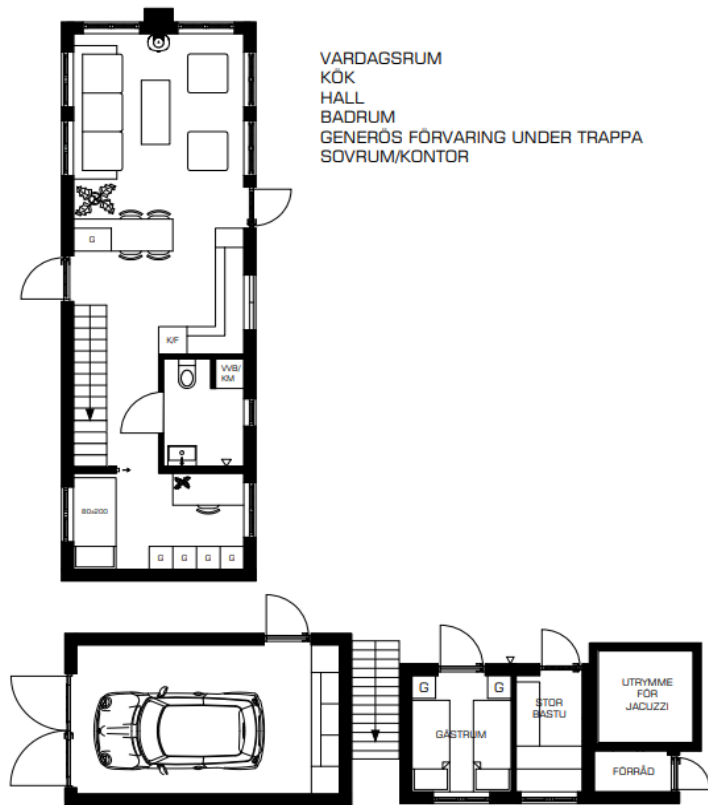 VARDAGSRUM
KÖK
HALL
BADRUM
GENERÖS FÖRVARING UNDER TRAPPA
SOVRUM/KONTOR
G
K/F
VVB/
KM
80x200
G G G G
G G
GÄSTRUM
STOR
BASTU
UTRYMME
FÖR
JACUZZI
FÖRRÅD